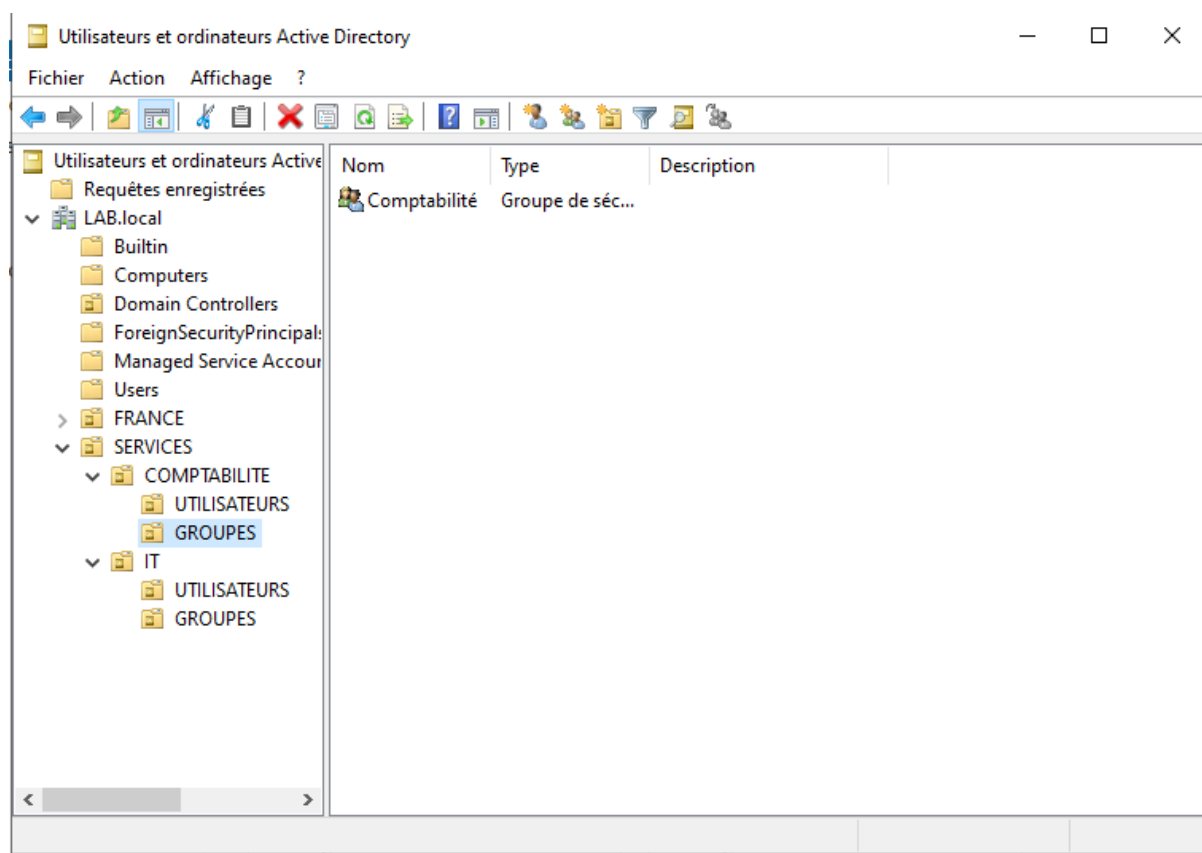 Utilisateurs et ordinateurs Active Directory
Fichier Action Affichage ?
Utilisateurs et ordinateurs Active
Requêtes enregistrées
LAB.local
Builtin
Computers
Domain Controllers
ForeignSecurityPrincipals
Managed Service Accour
Users
FRANCE
SERVICES
COMPTABILITE
UTILISATEURS
GROUPES
IT
UTILISATEURS
GROUPES
Nom Type Description
Comptabilité Groupe de séc...